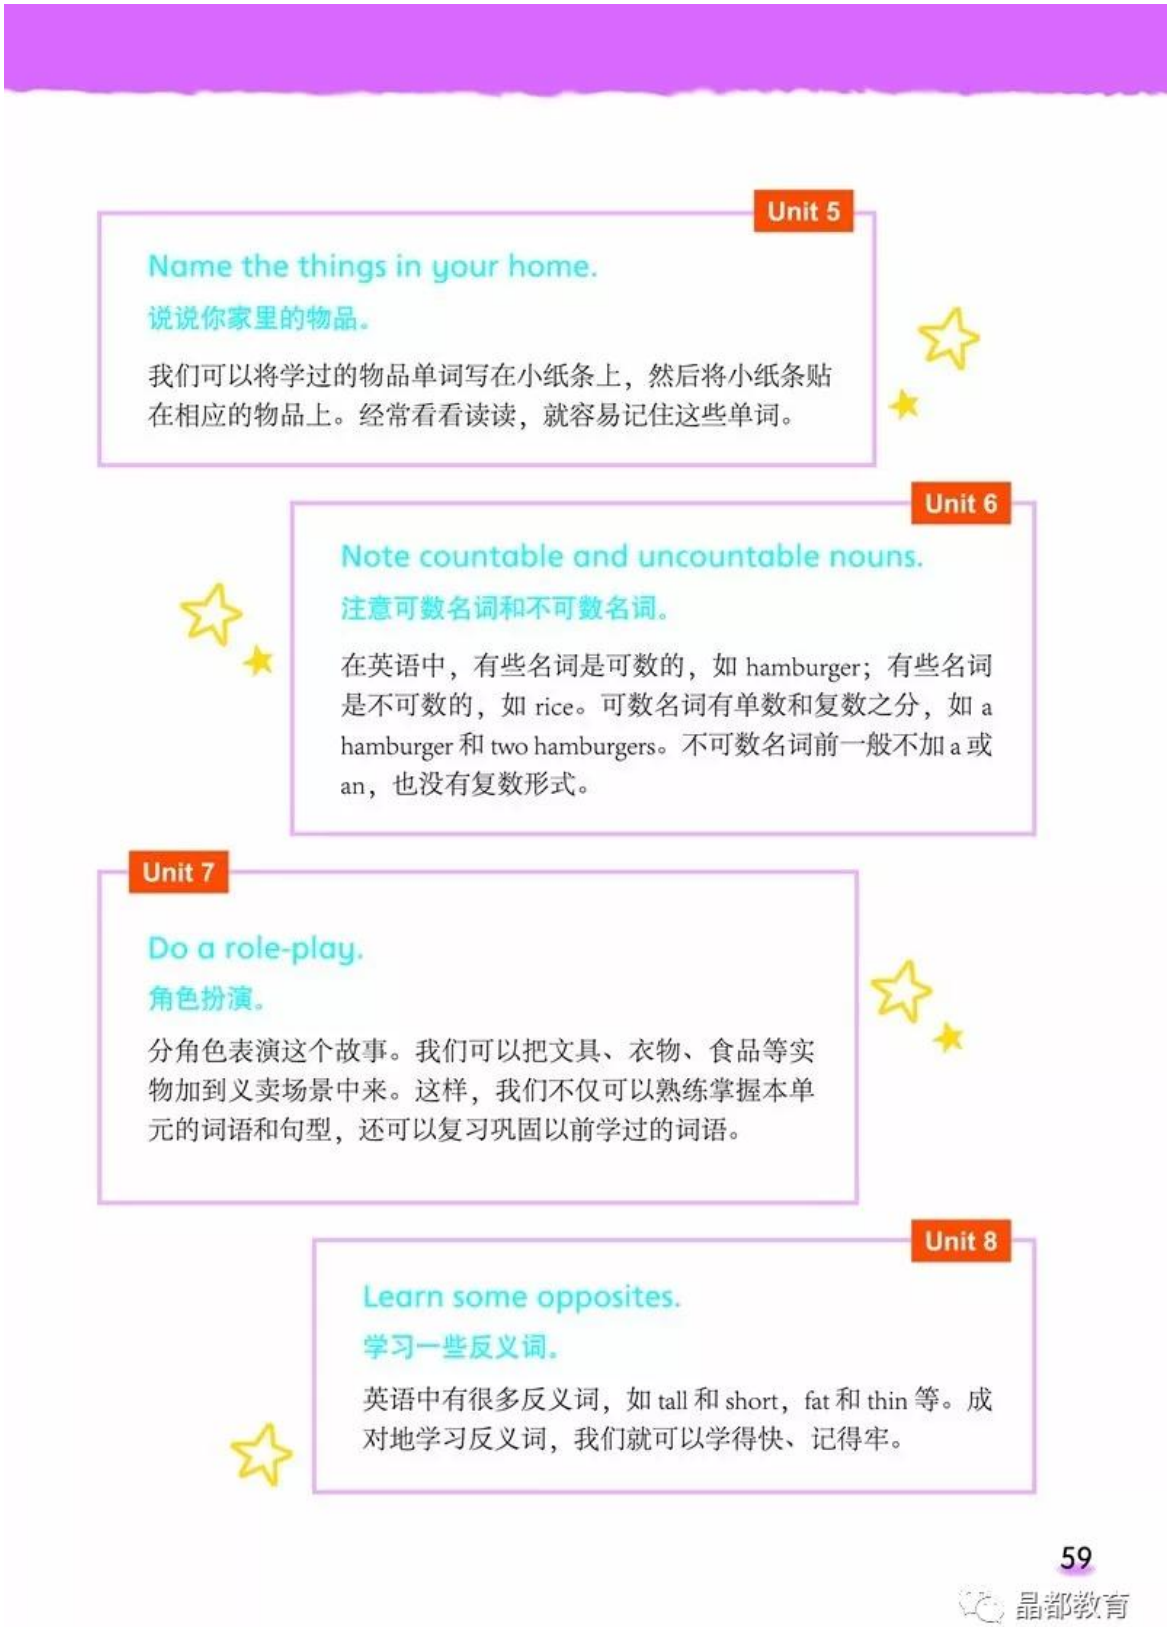 Unit 5
Name the things in your home.
说说你家里的物品。
我们可以将学过的物品单词写在小纸条上，然后将小纸条贴
在相应的物品上。经常看看读读，就容易记住这些单词。
Unit 6
Note countable and uncountable nouns.
注意可数名词和不可数名词。
在英语中，有些名词是可数的，如 hamburger；有些名词
是不可数的，如 rice。可数名词有单数和复数之分，如 a
hamburger 和 two hamburgers。不可数名词前一般不加 a 或
an，也没有复数形式。
Unit 7
Do a role-play.
角色扮演。
分角色表演这个故事。我们可以把文具、衣物、食品等实
物加到义卖场景中来。这样，我们不仅可以熟练掌握本单
元的词语和句型，还可以复习巩固以前学过的词语。
Unit 8
Learn some opposites.
学习一些反义词。
英语中有很多反义词，如 tall 和 short，fat 和 thin 等。成
对地学习反义词，我们就可以学得快、记得牢。
59
晶都教育